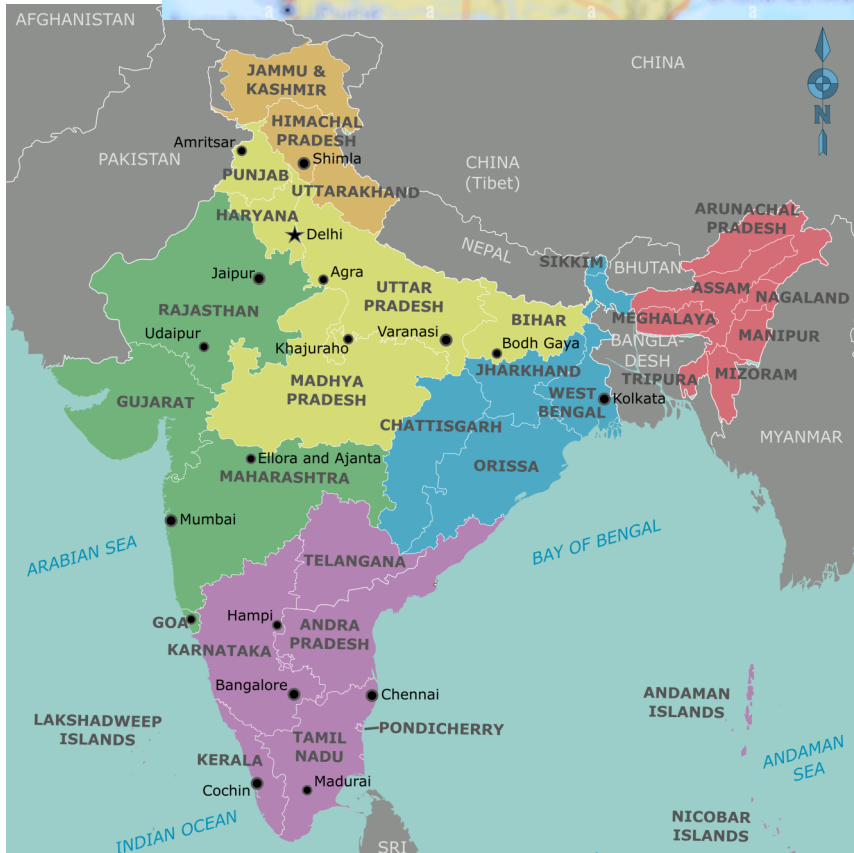 AFGHANISTAN
JAMMU &
KASHMIR
CHINA
N
HIMACHAL
PRADESH
Amritsar
Shimla
PAKISTAN
PUNJAB
CHINA
(Tibet)
UTTARAKHAND
ARUNACHAL
PRADESH
HARYANA
Delhi
NEPAL
SIKKIM
BHUTAN
Jaipur
Agra
UTTAR
PRADESH
ASSAM
NAGALAND
RAJASTHAN
BIHAR
MEGHALAYA
Udaipur
Khajuraho
Varanasi
Bodh Gaya
BANGLA-
DESH
MANIPUR
JHARKHAND
TRIPURA
MIZORAM
MADHYA
PRADESH
GUJARAT
WEST
BENGAL
Kolkata
CHATTISGARH
MYANMAR
Ellora and Ajanta
ORISSA
MAHARASHTRA
Mumbai
ARABIAN SEA
BAY OF BENGAL
TELANGANA
GOA
Hampi
ANDRA
PRADESH
KARNATAKA
Bangalore
Chennai
ANDAMAN
ISLANDS
LAKSHADWEEP
ISLANDS
PONDICHERRY
TAMIL
NADU
KERALA
ANDAMAN
SEA
Cochin
Madurai
INDIAN OCEAN
NICOBAR
ISLANDS
SRI